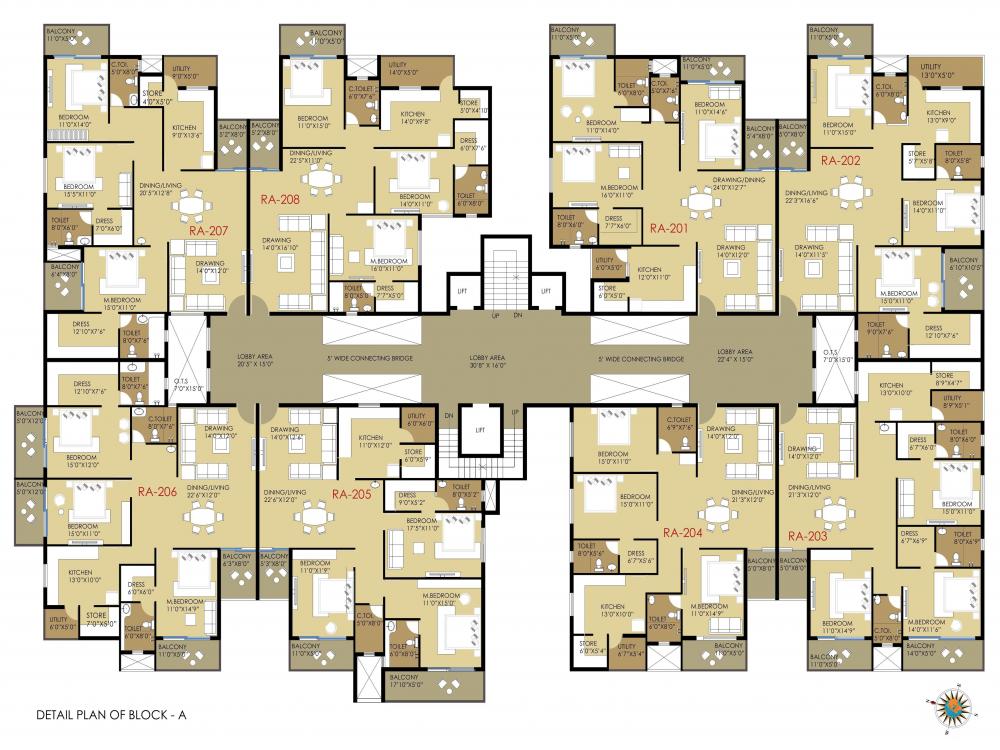 BALCONY
11'0"X5'0"
C.TOI.
5'0"X8'0"
UTILITY
9'0"X5'0"
STORE
4'0"X5'0"
BEDROOM
11'0"X14'0"
KITCHEN
9'0"X13'6"
BALCONY
5'2"X8'0"
BEDROOM
15'5"X11'0"
DINING/LIVING
20'5"X12'8"
TOILET
8'0"X6'0"
DRESS
7'0"X6'0"
RA-207
DRAWING
14'0"X12'0"
BALCONY
6'4"X8'0"
M.BEDROOM
15'0"X11'0"
DRESS
12'10"X7'6"
TOILET
8'0"X7'6"
O.T.S
7'0"X15'0"
BALCONY
11'0"X5'0"
UTILITY
14'0"X5'0"
C.TOILET
6'0"X7'6"
BEDROOM
11'0"X15'0"
KITCHEN
14'0"X9'8"
STORE
5'0"X4'10"
DRESS
6'0"X7'6"
BALCONY
5'2"X8'0"
DINING/LIVING
22'5"X11'0"
BEDROOM
14'0"X11'0"
TOILET
6'0"X8'0"
RA-208
DRAWING
14'0"X16'10"
M.BEDROOM
16'0"X11'0"
TOILET
8'0"X5'0"
DRESS
7'7"X5'0"
BALCONY
11'0"X5'0"
TOILET
6'0"X8'0"
C.TOI.
5'0"X7'6"
BALCONY
11'0"X5'0"
BEDROOM
11'0"X14'0"
BEDROOM
11'0"X14'6"
BALCONY
5'4"X8'0"
M.BEDROOM
16'0"X11'0"
DRAWING/DINING
24'0"X12'7"
TOILET
8'0"X6'0"
DRESS
7'7"X6'0"
RA-201
DRAWING
12'0"X14'0"
UTILITY
6'0"X5'0"
KITCHEN
12'0"X11'0"
STORE
6'0"X5'0"
BALCONY
11'0"X5'0"
UTILITY
13'0"X5'0"
C.TOI.
6'0"X8'0"
BEDROOM
11'0"X15'0"
KITCHEN
13'0"X9'0"
BALCONY
5'0"X8'0"
RA-202
STORE
5'7"X5'8"
TOILET
8'0"X5'8"
DINING/LIVING
22'3"X16'6"
BEDROOM
14'0"X11'0"
DRAWING
14'0"X11'5"
M.BEDROOM
15'0"X11'0"
BALCONY
6'10"X10'5"
TOILET
9'0"X7'6"
DRESS
12'10"X7'6"
O.T.S
7'0"X15'0"
LIFT
LIFT
UP
DN
LOBBY AREA
20'5" X 15'0"
5' WIDE CONNECTING BRIDGE
LOBBY AREA
30'8" X 16'0"
5' WIDE CONNECTING BRIDGE
LOBBY AREA
22'4" X 15'0"
DN
UP
LIFT
DRESS
12'10"X7'6"
TOILET
8'0"X7'6"
BALCONY
5'0"X12'0"
C.TOILET
8'0"X7'6"
DRAWING
14'0"X12'0"
BEDROOM
15'0"X12'0"
BALCONY
5'0"X12'0"
RA-206
DINING/LIVING
22'6"X12'0"
BEDROOM
15'0"X11'0"
KITCHEN
13'0"X10'0"
DRESS
6'0"X6'0"
M.BEDROOM
11'0"X14'9"
BALCONY
6'3"X8'0"
UTILITY
6'0"X5'0"
STORE
7'0"X5'0"
TOILET
6'0"X8'0"
BALCONY
11'0"X5'0"
DRAWING
14'0"X12'6"
KITCHEN
11'0"X12'0"
UTILITY
6'0"X6'0"
STORE
6'0"X5'9"
DINING/LIVING
22'6"X12'0"
RA-205
DRESS
9'0"X5'2"
TOILET
8'0"X5'2"
BEDROOM
17'5"X11'0"
BALCONY
5'3"X8'0"
BEDROOM
11'0"X1'9"
M.BEDROOM
11'0"X15'0"
C.TOI.
5'0"X8'0"
TOILET
6'0"X8'0"
BALCONY
11'0"X5'0"
BALCONY
17'10"X5'0"
C.TOILET
6'9"X7'6"
DRAWING
14'0"X12'0"
BEDROOM
15'0"X11'0"
BEDROOM
15'0"X11'0"
DINING/LIVING
21'3"X12'0"
RA-204
TOILET
8'0"X5'6"
DRESS
6'7"X5'6"
BALCONY
5'0"X8'0"
KITCHEN
13'0"X10'0"
M.BEDROOM
11'0"X14'9"
TOILET
6'0"X8'0"
STORE
6'0"X5'4"
UTILITY
6'7"X5'4"
BALCONY
11'0"X5'0"
KITCHEN
13'0"X10'0"
STORE
8'9"X4'7"
UTILITY
8'9"X5'1"
DRAWING
14'0"X12'0"
DRESS
6'7"X6'0"
TOILET
8'0"X6'0"
DINING/LIVING
21'3"X12'0"
BEDROOM
15'0"X11'0"
RA-203
DRESS
6'7"X6'9"
TOILET
8'0"X6'9"
BALCONY
5'0"X8'0"
BEDROOM
11'0"X14'9"
C.TOI.
5'0"X8'0"
M.BEDROOM
14'0"X11'6"
BALCONY
11'0"X5'0"
BALCONY
14'0"X5'0"
DETAIL PLAN OF BLOCK - A